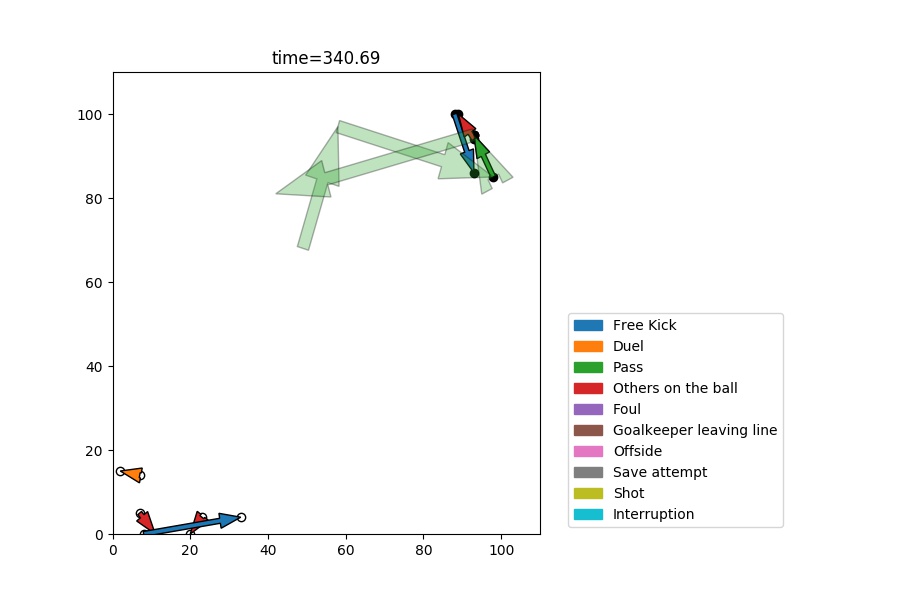 time=340.69
100
80
60
40
20
0
0 20 40 60 80 100
Free Kick
Duel
Pass
Others on the ball
Foul
Goalkeeper leaving line
Offside
Save attempt
Shot
Interruption